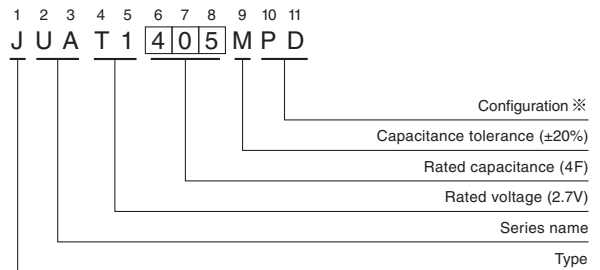 1 2 3 4 5 6 7 8 9 10 11
J U A T 1 4 0 5 M P D
Configuration ※
Capacitance tolerance (±20%)
Rated capacitance (4F)
Rated voltage (2.7V)
Series name
Type